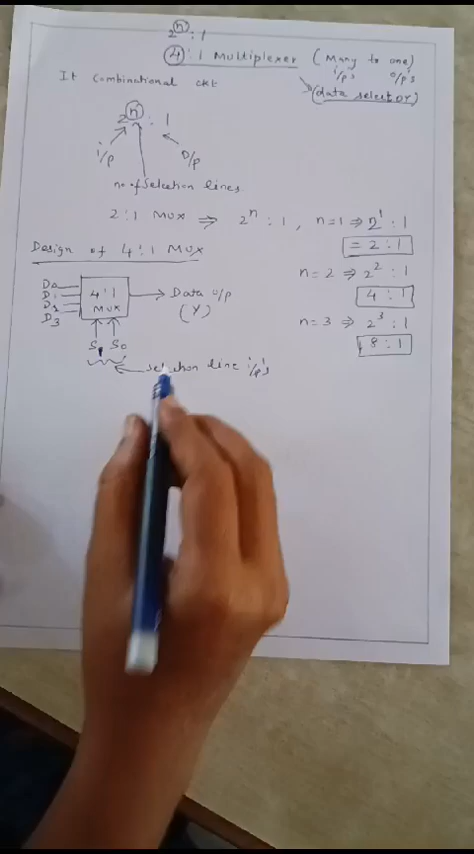 2ⁿ : 1
4:1 Multiplexer (Many to one)
i/p's o/p's
It Combinational ckt
(data selector)
2ⁿ : 1
i/p o/p
no of Selection lines
2:1 MUX ⇒ 2ⁿ : 1, n=1 ⇒ 2¹ : 1
= 2 : 1
Design of 4:1 MUX
n = 2 ⇒ 2² : 1
4 : 1
n = 3 ⇒ 2³ : 1
8 : 1
D0
D1
D2
D3
4:1
MUX
Data o/p
(Y)
S1 S0
selection line i/p's